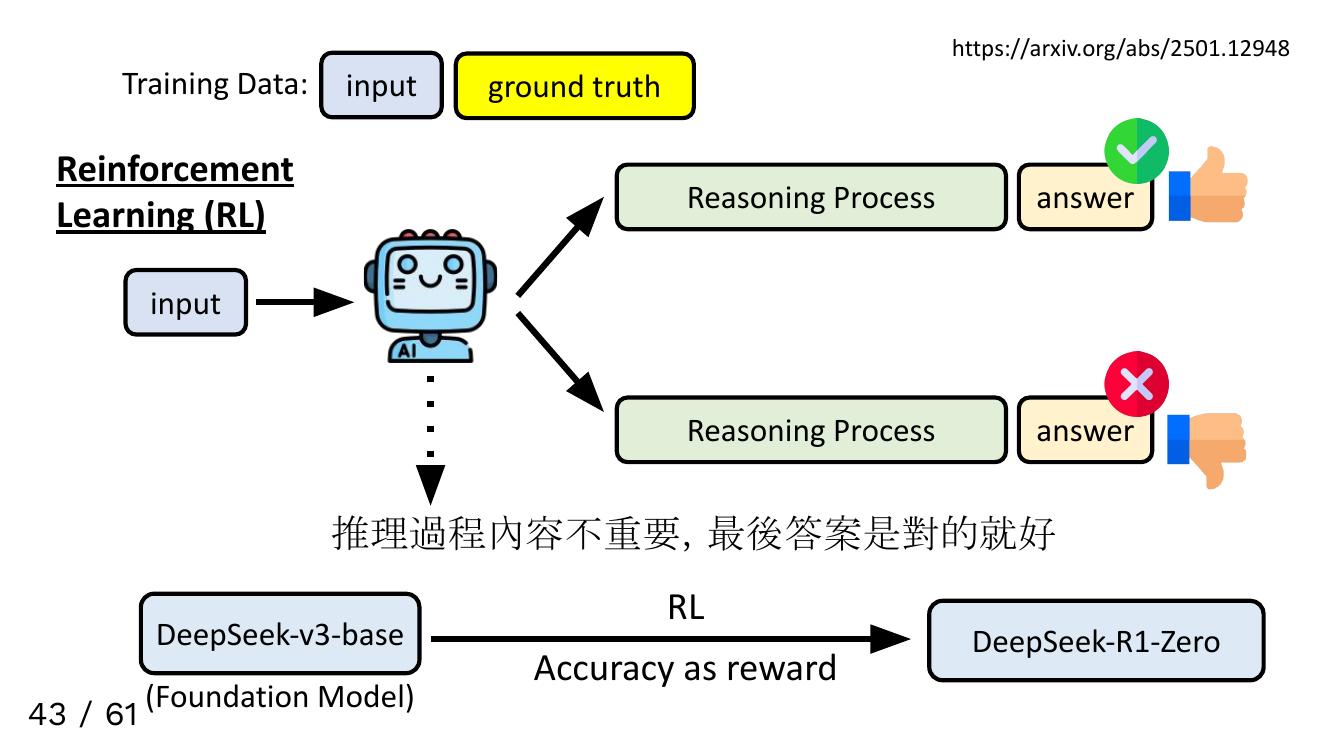 https://arxiv.org/abs/2501.12948
Training Data: input ground truth
Reinforcement
Learning (RL)
Reasoning Process answer
input
AI
Reasoning Process answer
推理過程內容不重要, 最後答案是對的就好
RL
DeepSeek-v3-base
DeepSeek-R1-Zero
Accuracy as reward
(Foundation Model)
43 / 61